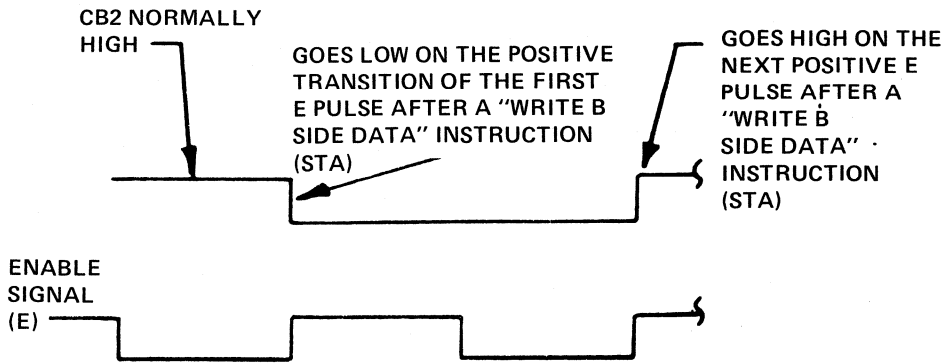 CB2 NORMALLY
HIGH
GOES LOW ON THE POSITIVE
TRANSITION OF THE FIRST
E PULSE AFTER A "WRITE B
SIDE DATA" INSTRUCTION
(STA)
GOES HIGH ON THE
NEXT POSITIVE E
PULSE AFTER A
"WRITE B
SIDE DATA"
INSTRUCTION
(STA)
ENABLE
SIGNAL
(E)